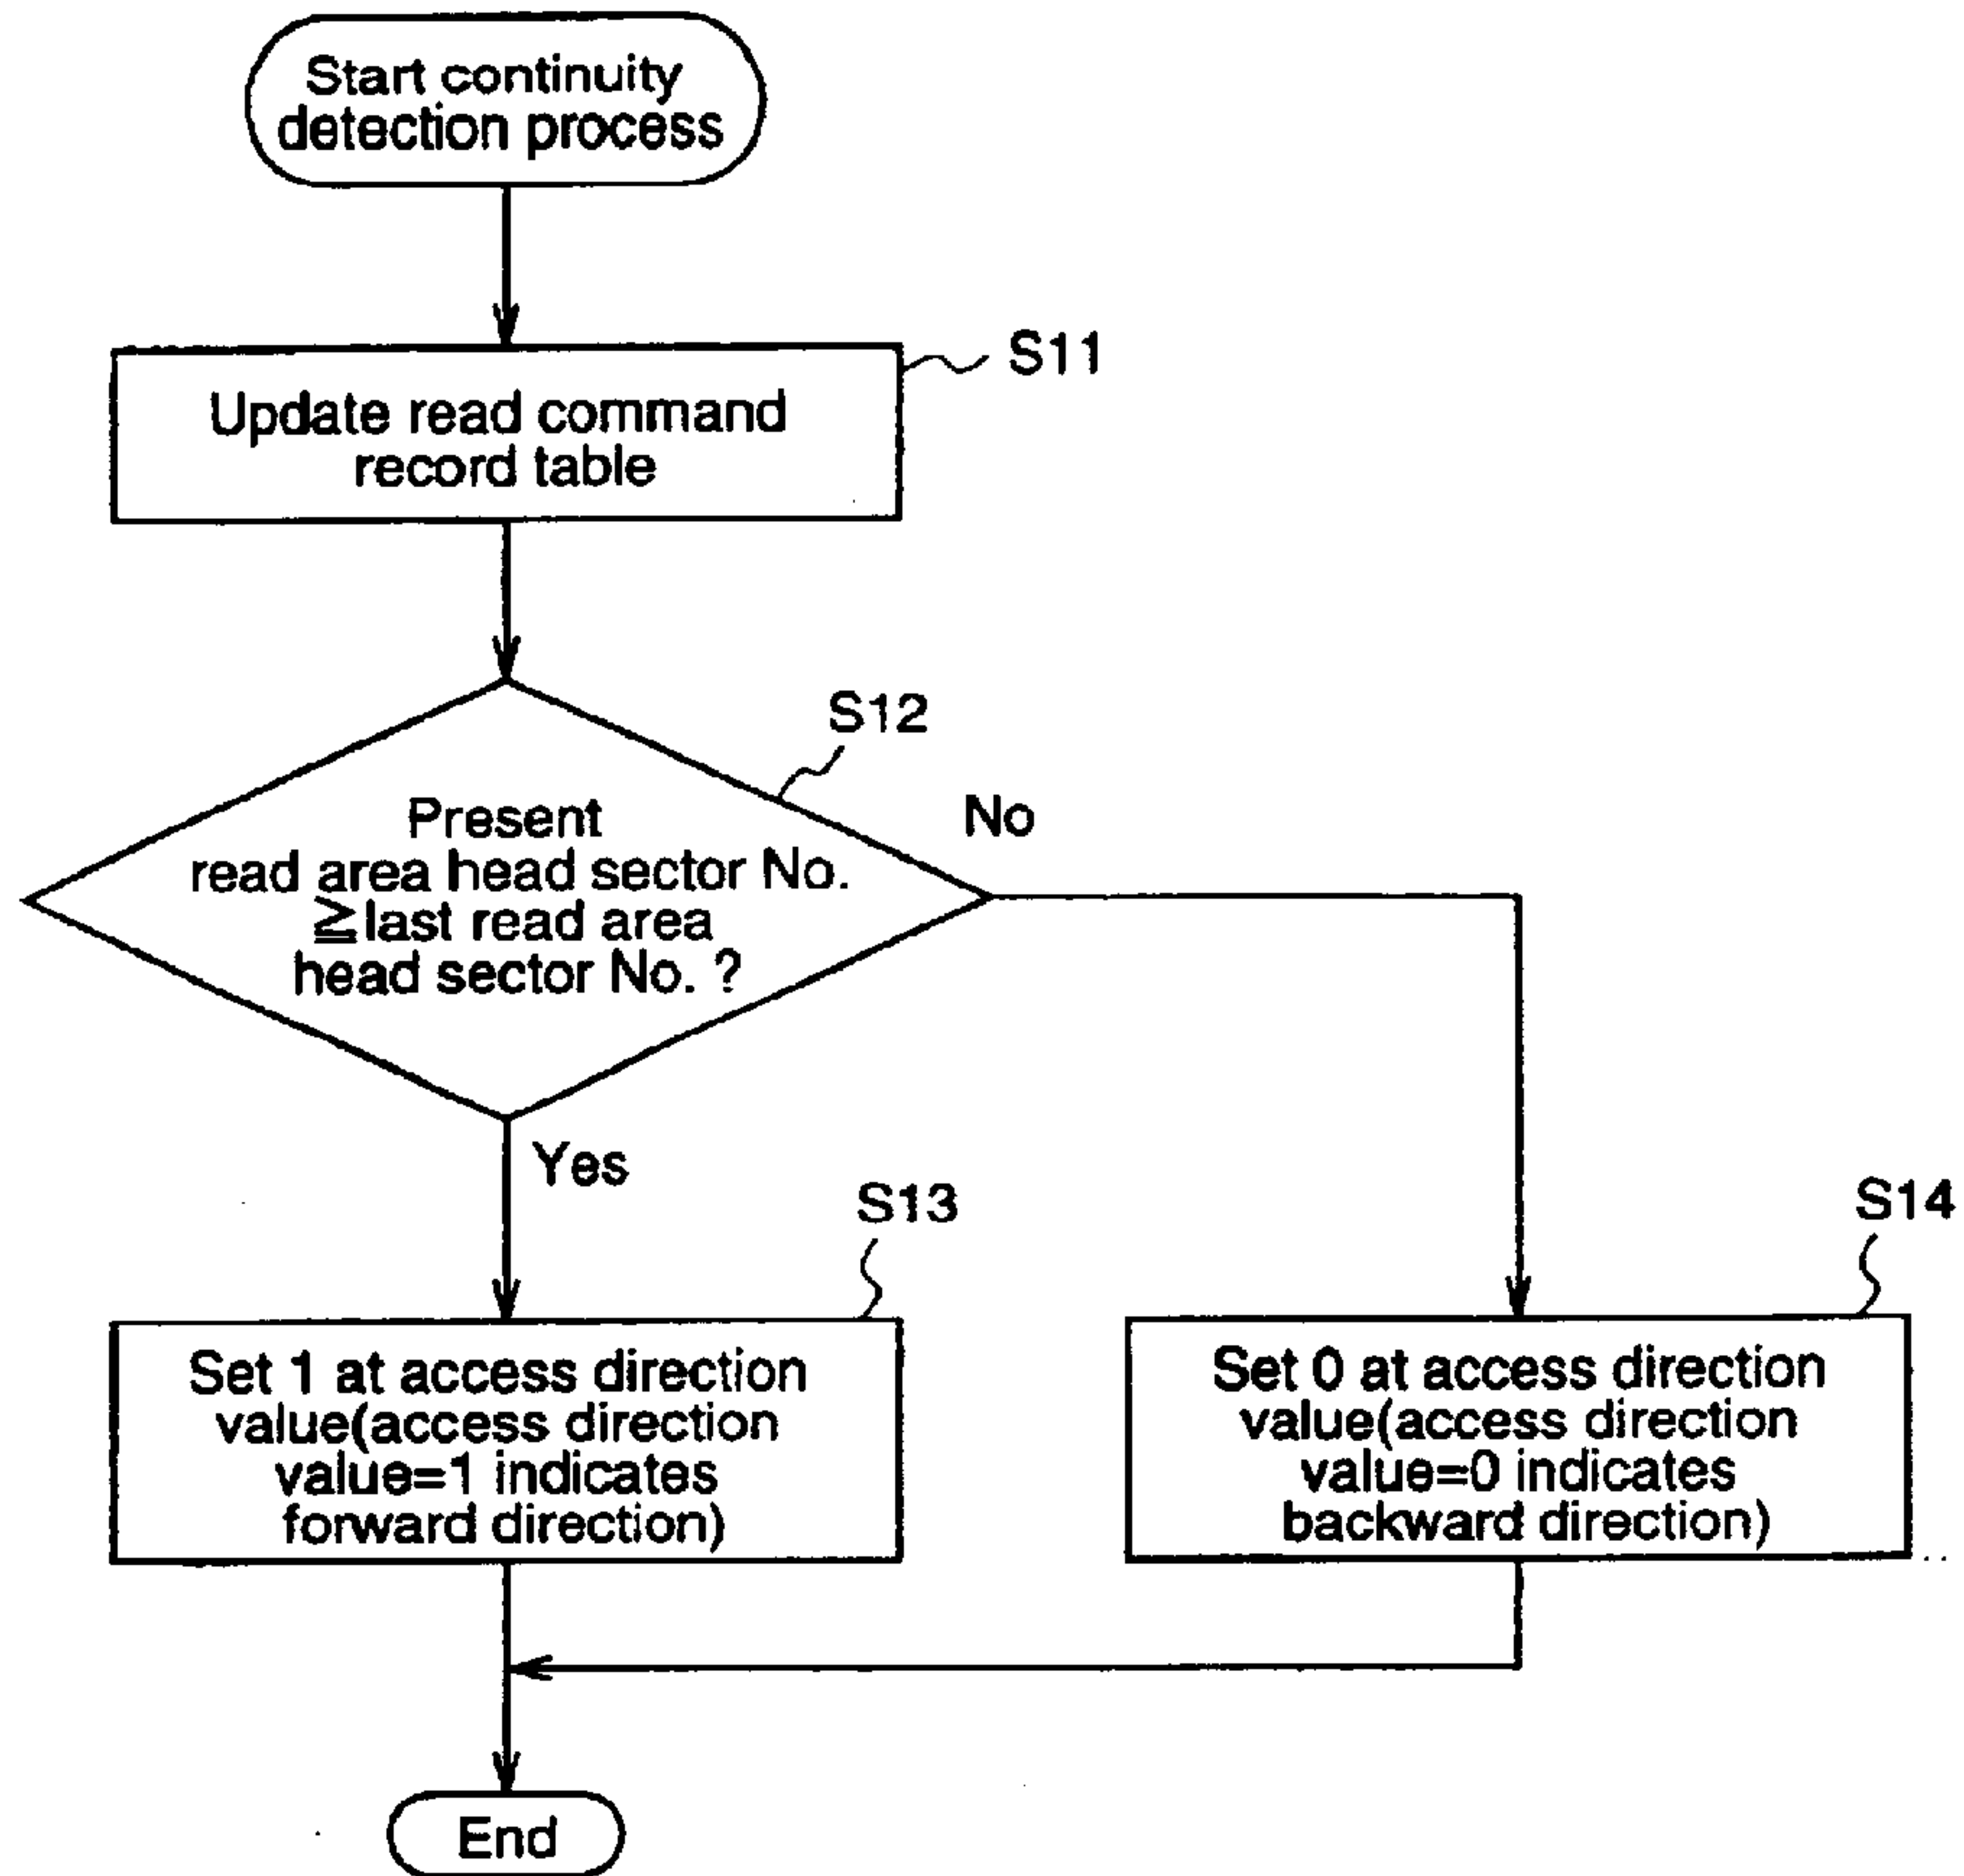 Start continuity
detection process
S11
Update read command
record table
S12
Present
read area head sector No.
≧last read area
head sector No. ?
No
Yes
S13
Set 1 at access direction
value(access direction
value=1 indicates
forward direction)
S14
Set 0 at access direction
value(access direction
value=0 indicates
backward direction)
End